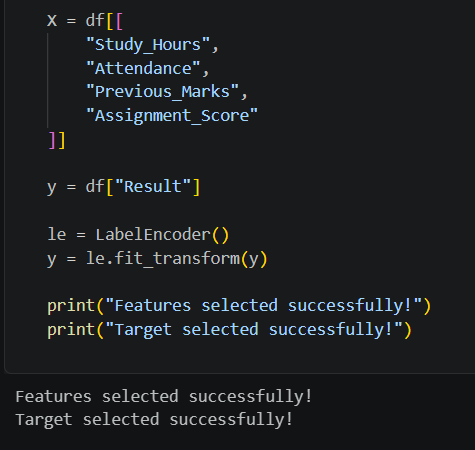 X = df[[
    "Study_Hours",
    "Attendance",
    "Previous_Marks",
    "Assignment_Score"
]]
y = df["Result"]
le = LabelEncoder()
y = le.fit_transform(y)
print("Features selected successfully!")
print("Target selected successfully!")
Features selected successfully!
Target selected successfully!